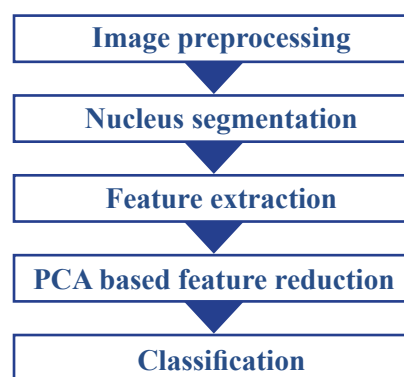 Image preprocessing
Nucleus segmentation
Feature extraction
PCA based feature reduction
Classification